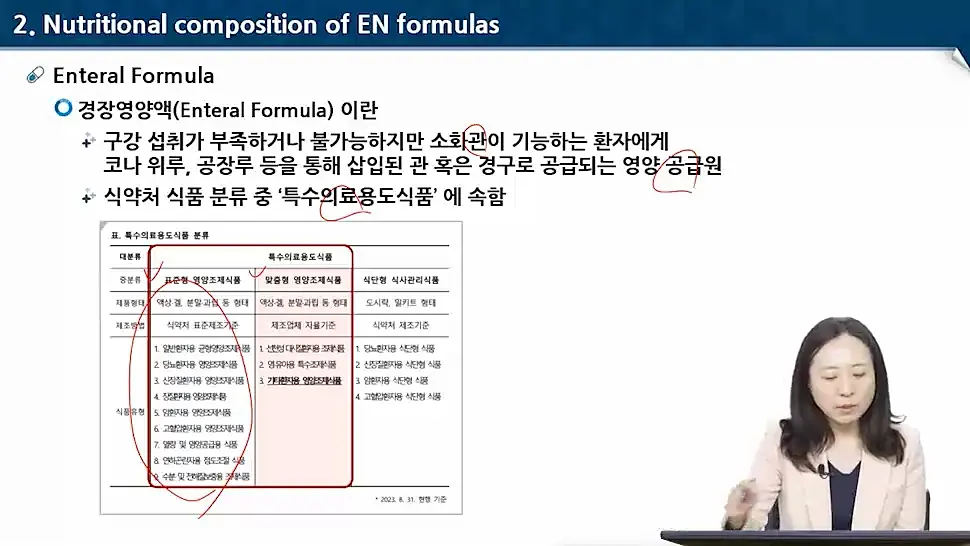 2. Nutritional composition of EN formulas
Enteral Formula
경장영양액(Enteral Formula) 이란
구강 섭취가 부족하거나 불가능하지만 소화관이 기능하는 환자에게
코나 위루, 공장루 등을 통해 삽입된 관 혹은 경구로 공급되는 영양 공급원
식약처 식품 분류 중 ‘특수의료용도식품’ 에 속함
표. 특수의료용도식품 분류
대분류 특수의료용도식품
중분류 표준형 영양조제식품 맞춤형 영양조제식품 식단형 식사관리식품
제품형태 액상·겔, 분말·과립 등 형태 액상·겔, 분말·과립 등 형태 도시락, 밀키트 형태
제조방법 식약처 표준제조기준 제조업체 자율기준 식약처 제조기준
식품유형
1. 일반환자용 균형영양조제식품 1. 선천성 대사질환자용 조제식품 1. 당뇨환자용 식단형 식품
2. 당뇨환자용 영양조제식품 2. 영·유아용 특수조제식품 2. 신장질환자용 식단형 식품
3. 신장질환자용 영양조제식품 3. 기타환자용 영양조제식품 3. 암환자용 식단형 식품
4. 장질환자용 영양조제식품 4. 고혈압환자용 식단형 식품
5. 암환자용 영양조제식품
6. 고혈압환자용 영양조제식품
7. 열량 및 영양공급용 식품
8. 연하곤란자용 점도조절 식품
9. 수분 및 전해질보충용 조제식품
* 2023. 8. 31. 현행 기준